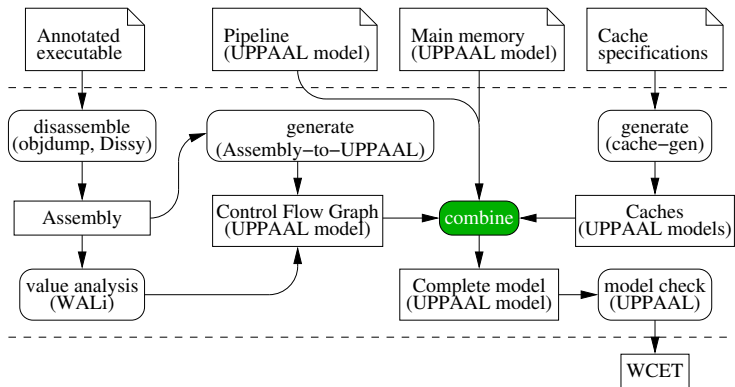 Annotated
executable
Pipeline
(UPPAAL model)
Main memory
(UPPAAL model)
Cache
specifications
disassemble
(objdump, Dissy)
generate
(Assembly−to−UPPAAL)
generate
(cache−gen)
Assembly
Control Flow Graph
(UPPAAL model)
combine
Caches
(UPPAAL models)
value analysis
(WALi)
Complete model
(UPPAAL model)
model check
(UPPAAL)
WCET